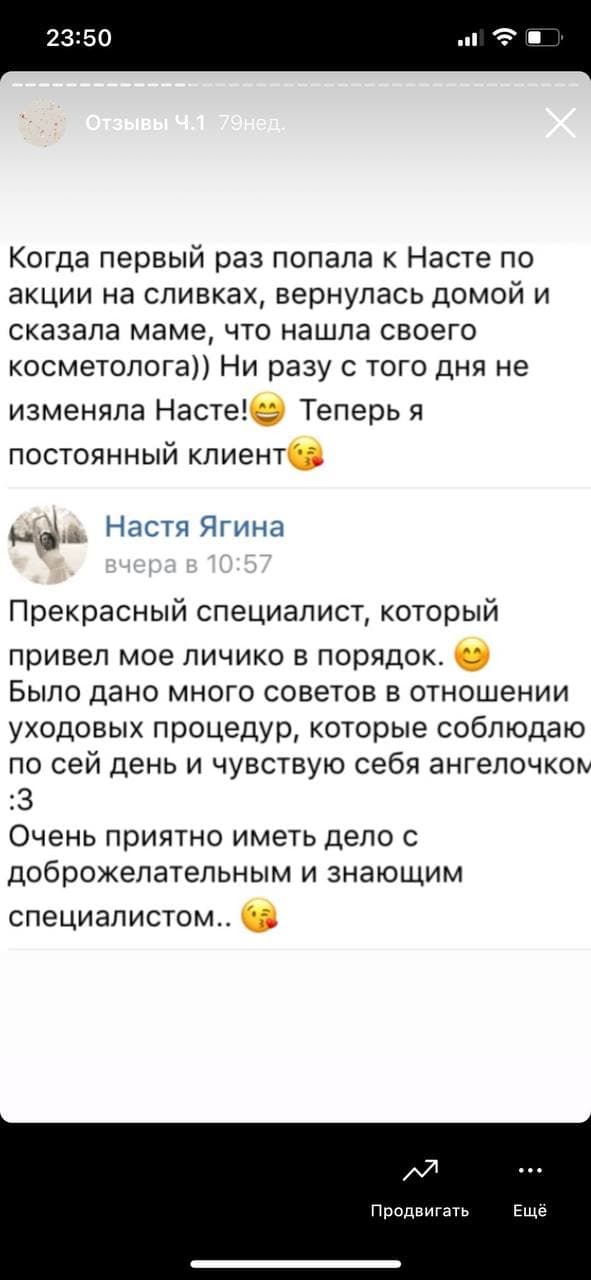 23:50
Отзывы Ч.1 79нед.
Когда первый раз попала к Насте по
акции на сливках, вернулась домой и
сказала маме, что нашла своего
косметолога)) Ни разу с того дня не
изменяла Насте!😄 Теперь я
постоянный клиент😘
Настя Ягина
вчера в 10:57
Прекрасный специалист, который
привел мое личико в порядок. 😊
Было дано много советов в отношении
уходовых процедур, которые соблюдаю
по сей день и чувствую себя ангелочком
:3
Очень приятно иметь дело с
доброжелательным и знающим
специалистом.. 😘
Продвигать
Ещё